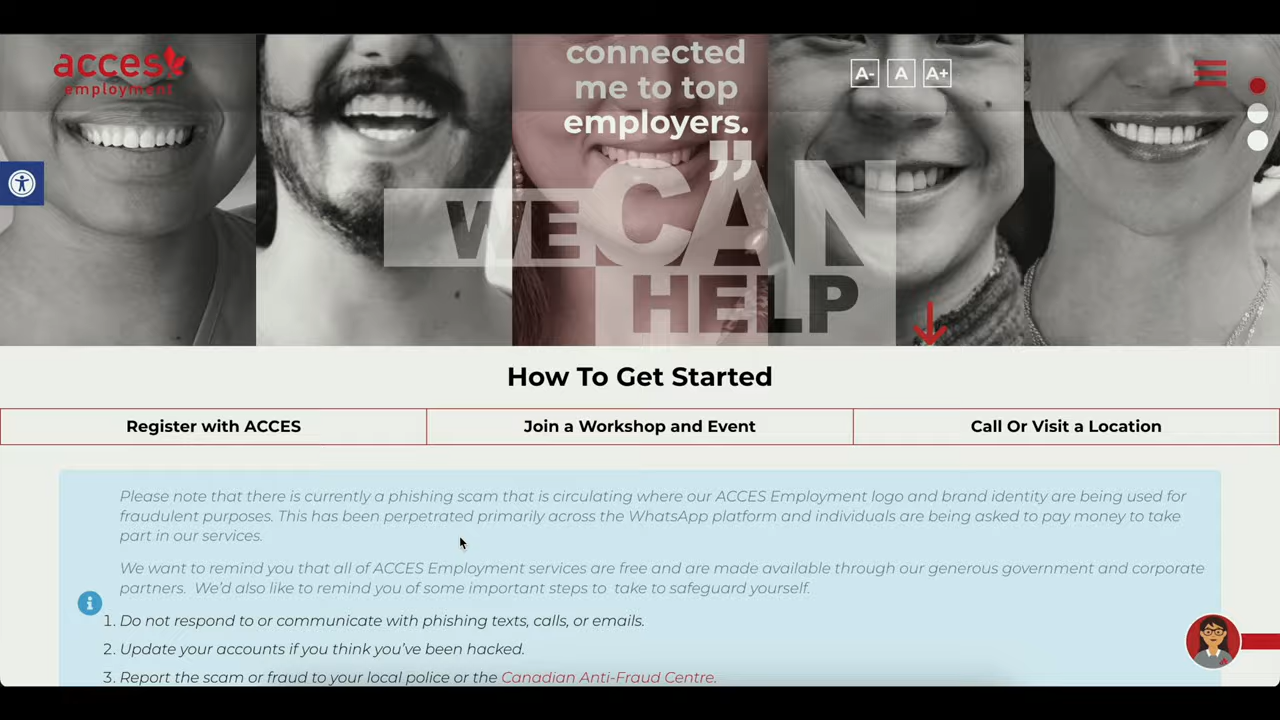 acces
employment
connected
me to top
employers.
”
A- A A+
WE CAN
HELP
How To Get Started
Register with ACCES
Join a Workshop and Event
Call Or Visit a Location
Please note that there is currently a phishing scam that is circulating where our ACCES Employment logo and brand identity are being used for
fraudulent purposes. This has been perpetrated primarily across the WhatsApp platform and individuals are being asked to pay money to take
part in our services.
We want to remind you that all of ACCES Employment services are free and are made available through our generous government and corporate
partners. We'd also like to remind you of some important steps to take to safeguard yourself.
1. Do not respond to or communicate with phishing texts, calls, or emails.
2. Update your accounts if you think you've been hacked.
3. Report the scam or fraud to your local police or the Canadian Anti-Fraud Centre.